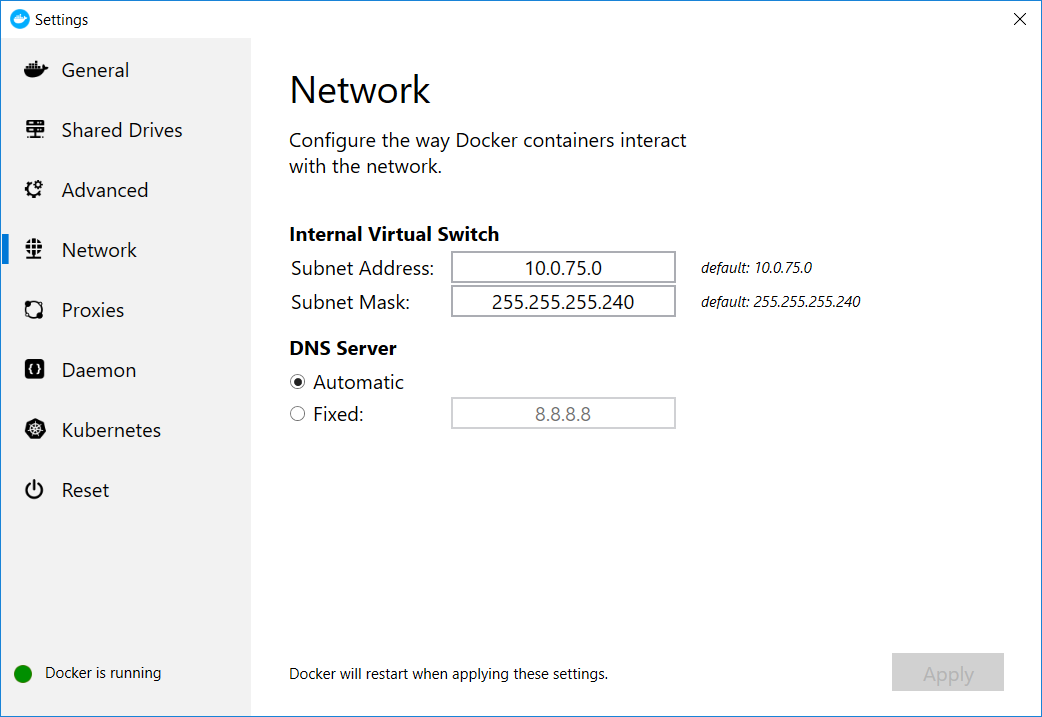 Settings
General
Shared Drives
Advanced
Network
Proxies
Daemon
Kubernetes
Reset
Docker is running
Network
Configure the way Docker containers interact
with the network.
Internal Virtual Switch
Subnet Address: 10.0.75.0 default: 10.0.75.0
Subnet Mask: 255.255.255.240 default: 255.255.255.240
DNS Server
Automatic
Fixed: 8.8.8.8
Docker will restart when applying these settings.
Apply